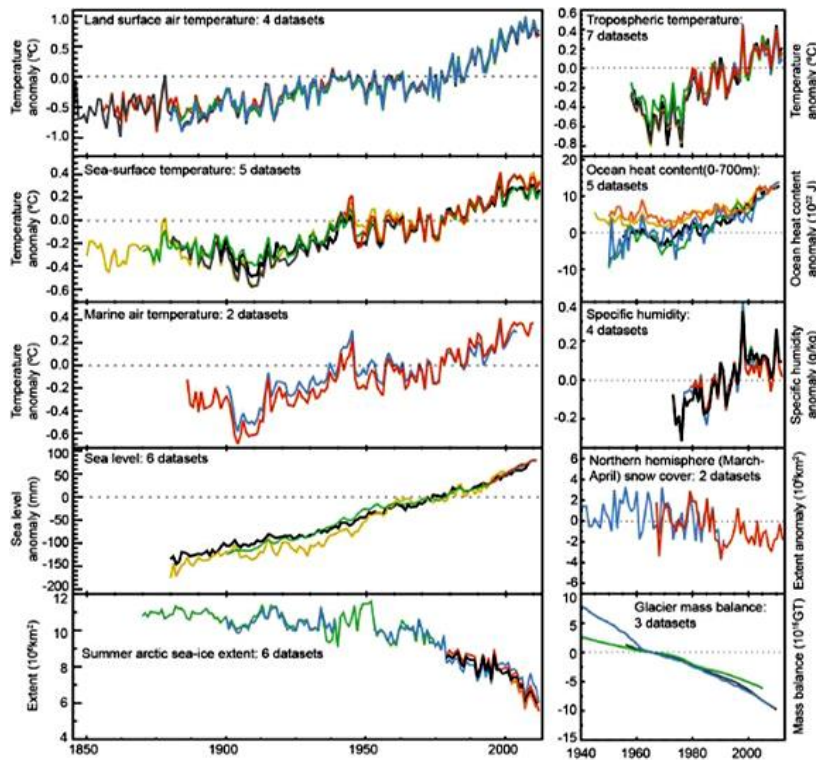 Land surface air temperature: 4 datasets
1.0
0.5
0.0
-0.5
-1.0
Temperature
anomaly (ºC)
Sea-surface temperature: 5 datasets
0.4
0.2
0.0
-0.2
-0.4
-0.6
Temperature
anomaly (ºC)
Marine air temperature: 2 datasets
0.4
0.2
0.0
-0.2
-0.4
-0.6
Temperature
anomaly (ºC)
Sea level: 6 datasets
100
50
0
-50
-100
-150
-200
Sea level
anomaly (mm)
Summer arctic sea-ice extent: 6 datasets
12
10
8
6
4
Extent (10⁶km²)
1850
1900
1950
2000
Tropospheric temperature:
7 datasets
0.6
0.4
0.2
0.0
-0.2
-0.4
-0.6
-0.8
Temperature
anomaly (ºC)
Ocean heat content(0-700m):
5 datasets
20
10
0
-10
Ocean heat content
anomaly (10²² J)
Specific humidity:
4 datasets
0.4
0.2
0.0
-0.2
Specific humidity
anomaly (g/kg)
Northern hemisphere (March-
April) snow cover: 2 datasets
6
4
2
0
-2
-4
-6
Extent anomaly (10⁶km²)
Glacier mass balance:
3 datasets
10
5
0
-5
-10
-15
Mass balance (10¹⁵GT)
1940
1960
1980
2000